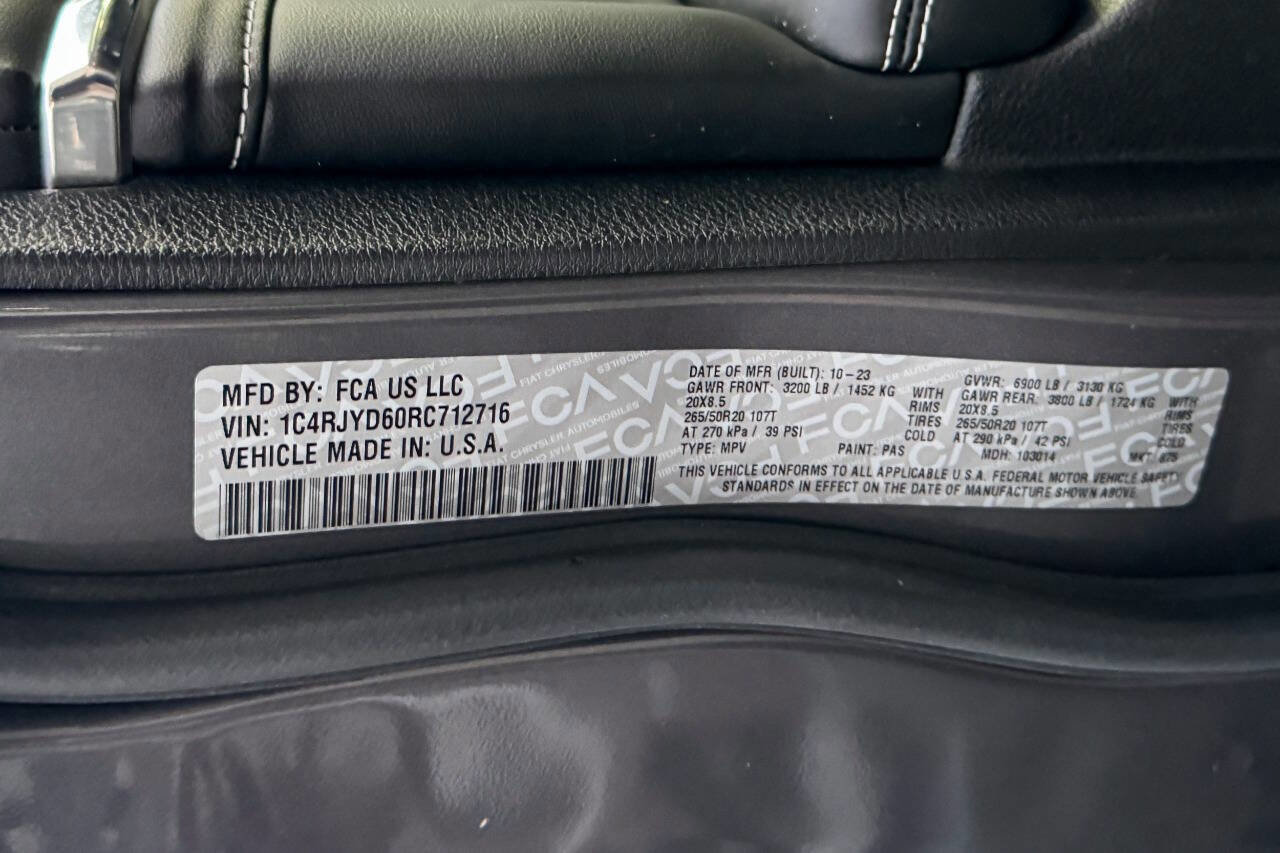 MFD BY: FCA US LLC
VIN: 1C4RJYD60RC712716
VEHICLE MADE IN: U.S.A.
DATE OF MFR (BUILT): 10-23
GAWR FRONT: 3200 LB / 1452 KG WITH
20X8.5 RIMS
265/50R20 107T TIRES
AT 270 kPa / 39 PSI COLD
TYPE: MPV PAINT: PAS
GVWR: 6900 LB / 3130 KG
GAWR REAR: 3800 LB / 1724 KG WITH
20X8.5 RIMS
265/50R20 107T TIRES
AT 290 kPa / 42 PSI COLD
MDH: 103014 MKT: 875
THIS VEHICLE CONFORMS TO ALL APPLICABLE U.S.A. FEDERAL MOTOR VEHICLE SAFETY
STANDARDS IN EFFECT ON THE DATE OF MANUFACTURE SHOWN ABOVE